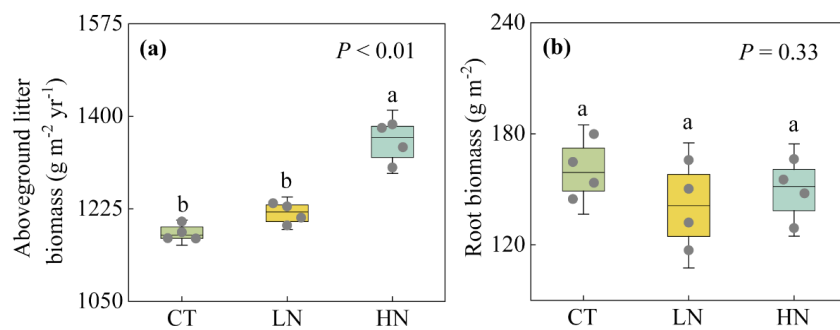 (a)
P < 0.01
Aboveground litter
biomass (g m⁻² yr⁻¹)
1575
1400
1225
1050
b
b
a
CT
LN
HN
(b)
P = 0.33
Root biomass (g m⁻²)
240
180
120
a
a
a
CT
LN
HN